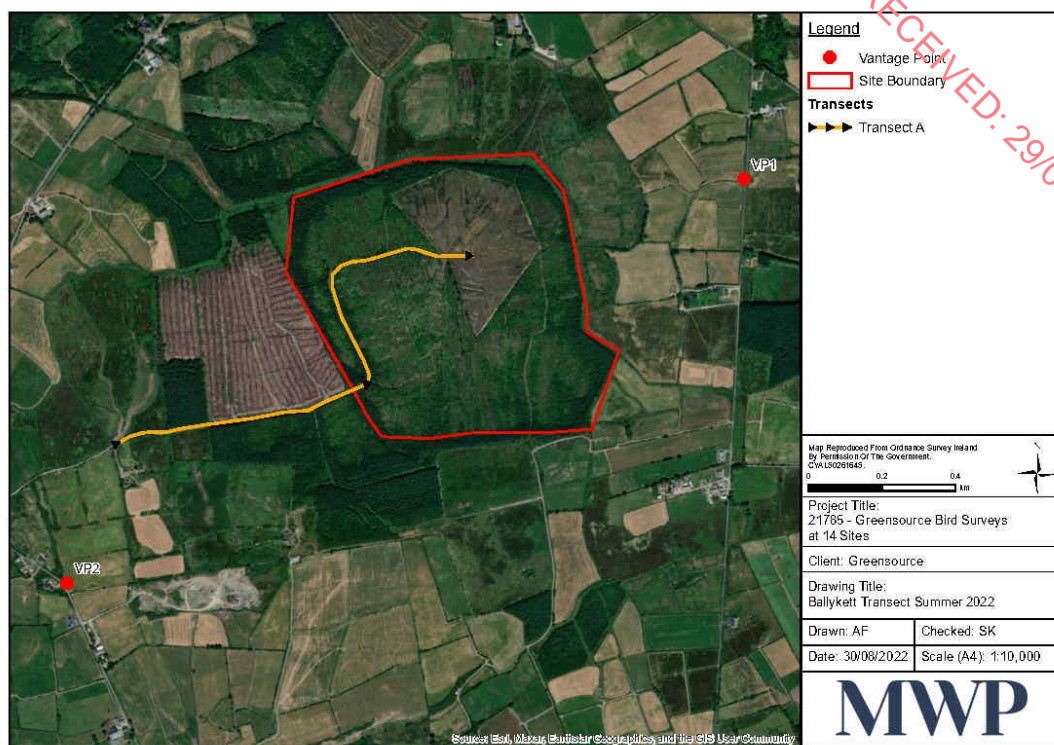 RECEIVED: 29/0
Legend
Vantage Point
Site Boundary
Transects
Transect A
VP1
VP2
Map Reproduced From Ordnance Survey Ireland
By Permission Of The Government.
CYAL50261645.
0 0.2 0.4
km
Project Title:
21785 - Greensource Bird Surveys
at 14 Sites
Client: Greensource
Drawing Title:
Ballykett Transect Summer 2022
Drawn: AF Checked: SK
Date: 30/08/2022 Scale (A4): 1:10,000
MWP
Source: Esri, Maxar, Earthstar Geographics, and the GIS User Community